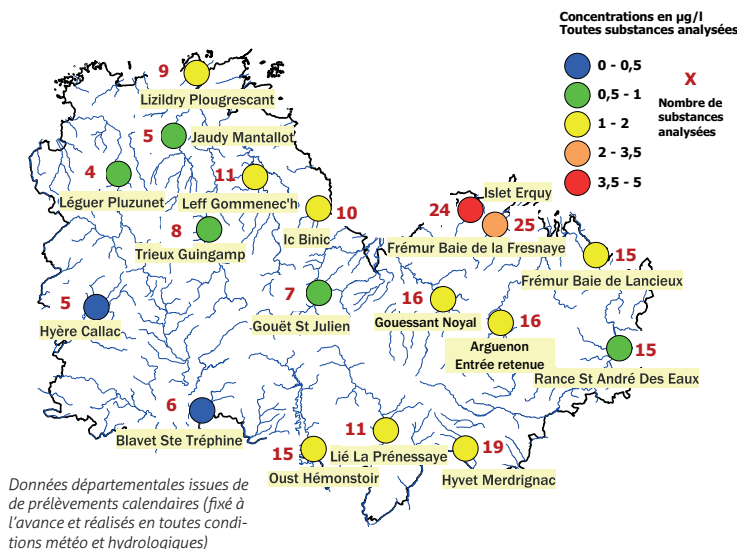 Concentrations en µg/l
Toutes substances analysées
0 - 0,5
0,5 - 1
1 - 2
2 - 3,5
3,5 - 5
X
Nombre de
substances
analysées
9
Lizildry Plougrescant
5
Jaudy Mantallot
4
Léguer Pluzunet
11
Leff Gommenec'h
10
Ic Binic
8
Trieux Guingamp
Islet Erquy
24
25
Frémur Baie de la Fresnaye
15
Frémur Baie de Lancieux
5
Hyère Callac
7
Gouët St Julien
16
Gouessant Noyal
16
Arguenon
Entrée retenue
15
Rance St André Des Eaux
6
Blavet Ste Tréphine
15
Oust Hémonstoir
11
Lié La Prénessaye
19
Hyvet Merdrignac
Données départementales issues de
de prélèvements calendaires (fixé à
l'avance et réalisés en toutes condi-
tions météo et hydrologiques)